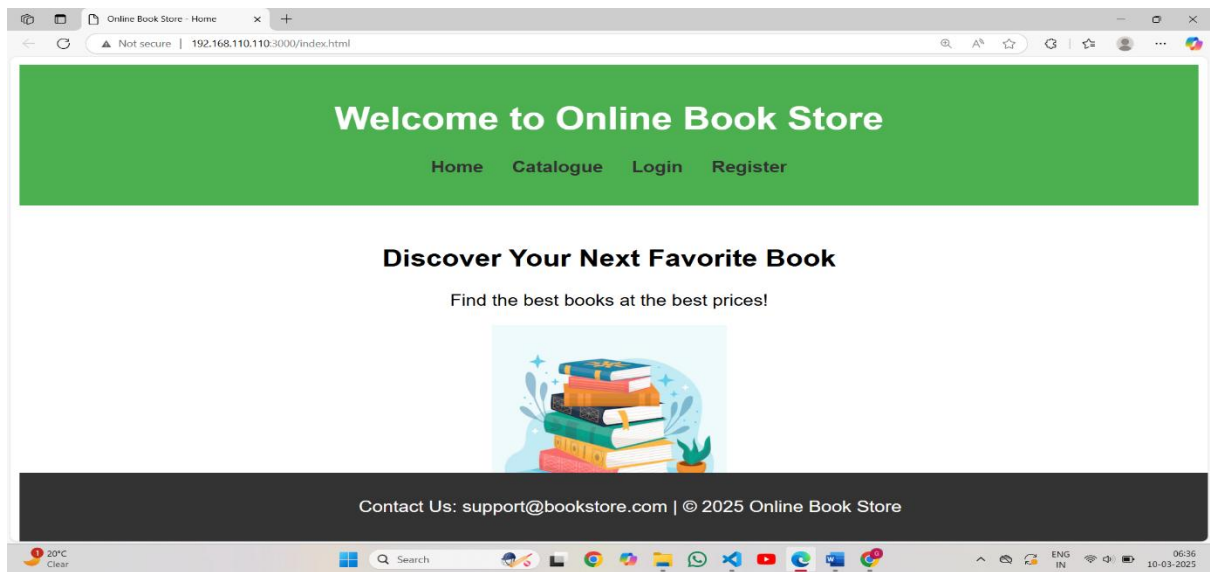 Online Book Store - Home
Not secure | 192.168.110.110:3000/index.html
Welcome to Online Book Store
Home Catalogue Login Register
Discover Your Next Favorite Book
Find the best books at the best prices!
Contact Us: support@bookstore.com | © 2025 Online Book Store
1
20°C
Clear
Search
ENG
IN
06:36
10-03-2025